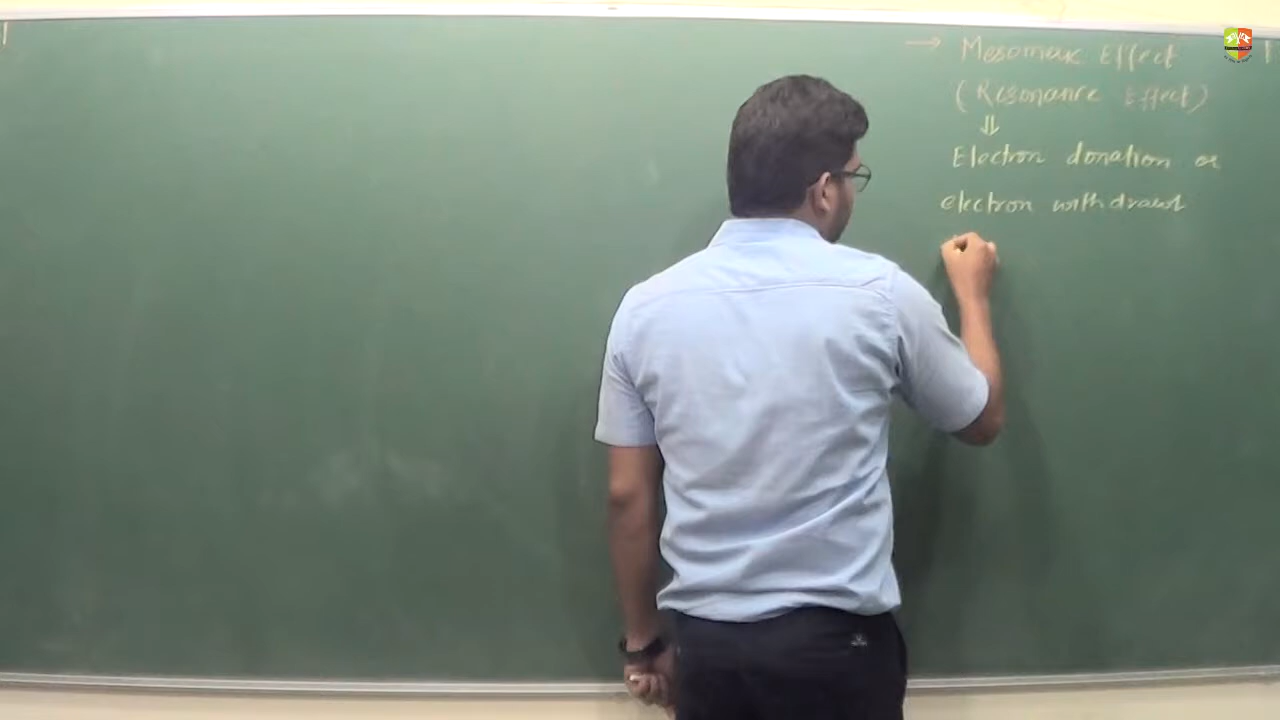 → Mesomeric Effect
(Resonance Effect)
⇓
Electron donation or
electron withdrawl